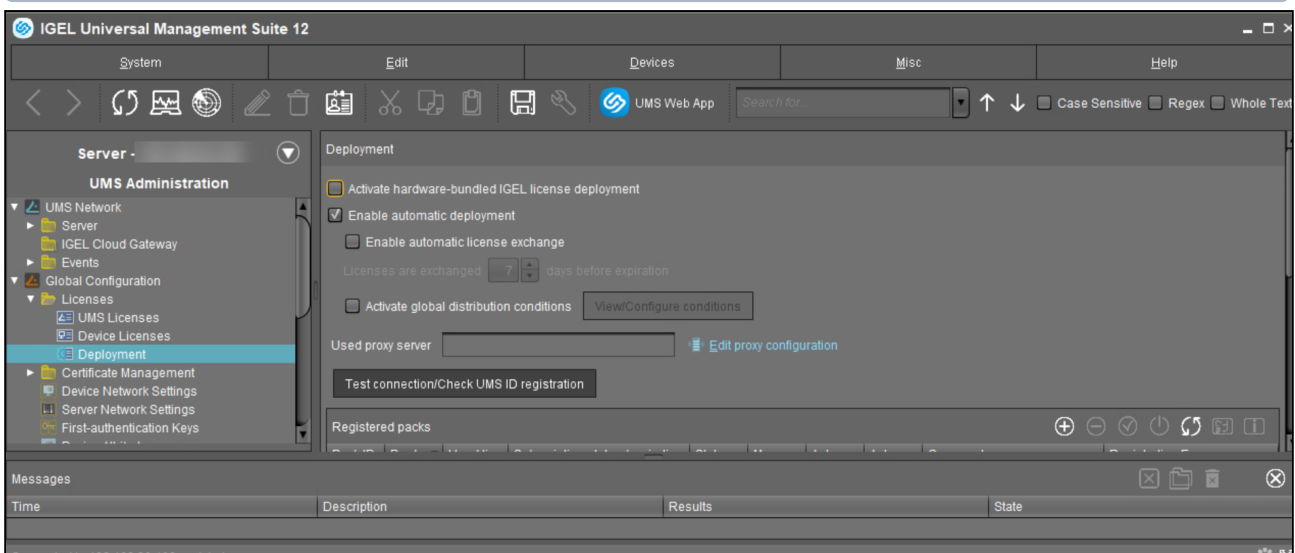 IGEL Universal Management Suite 12
System Edit Devices Misc Help
UMS Web App Search for... Case Sensitive Regex Whole Text
Server -
UMS Administration
UMS Network
Server
IGEL Cloud Gateway
Events
Global Configuration
Licenses
UMS Licenses
Device Licenses
Deployment
Certificate Management
Device Network Settings
Server Network Settings
First-authentication Keys
Deployment
Activate hardware-bundled IGEL license deployment
Enable automatic deployment
Enable automatic license exchange
Licenses are exchanged 7 days before expiration
Activate global distribution conditions View/Configure conditions
Used proxy server Edit proxy configuration
Test connection/Check UMS ID registration
Registered packs
Messages
Time Description Results State